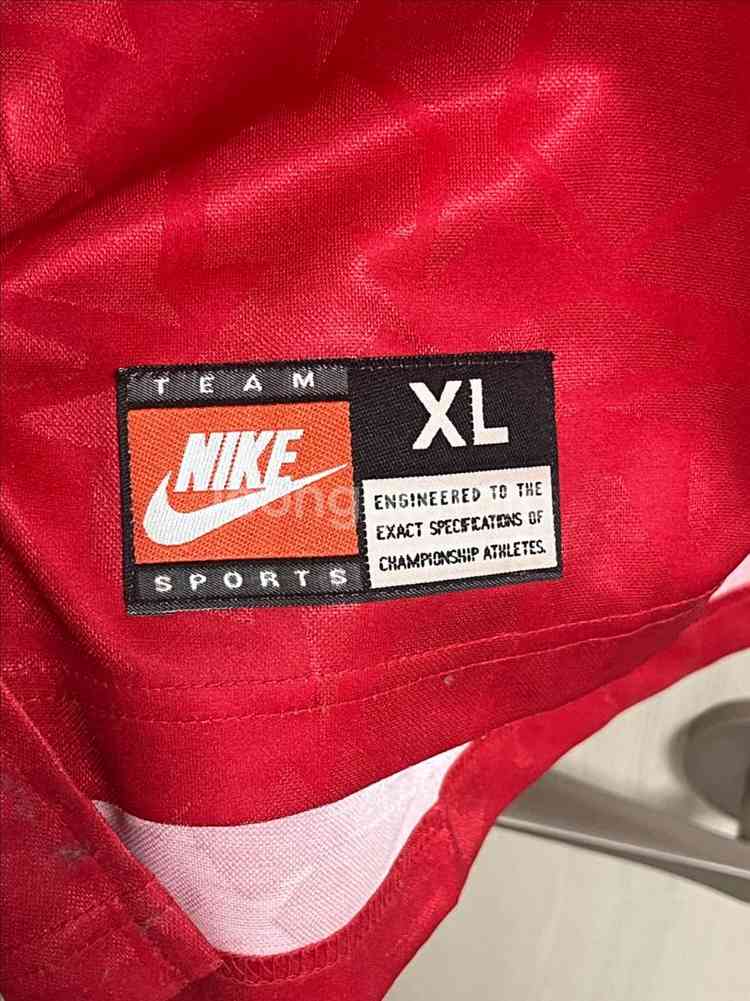 TEAM
NIKE
SPORTS
XL
ENGINEERED TO THE
EXACT SPECIFICATIONS OF
CHAMPIONSHIP ATHLETES.